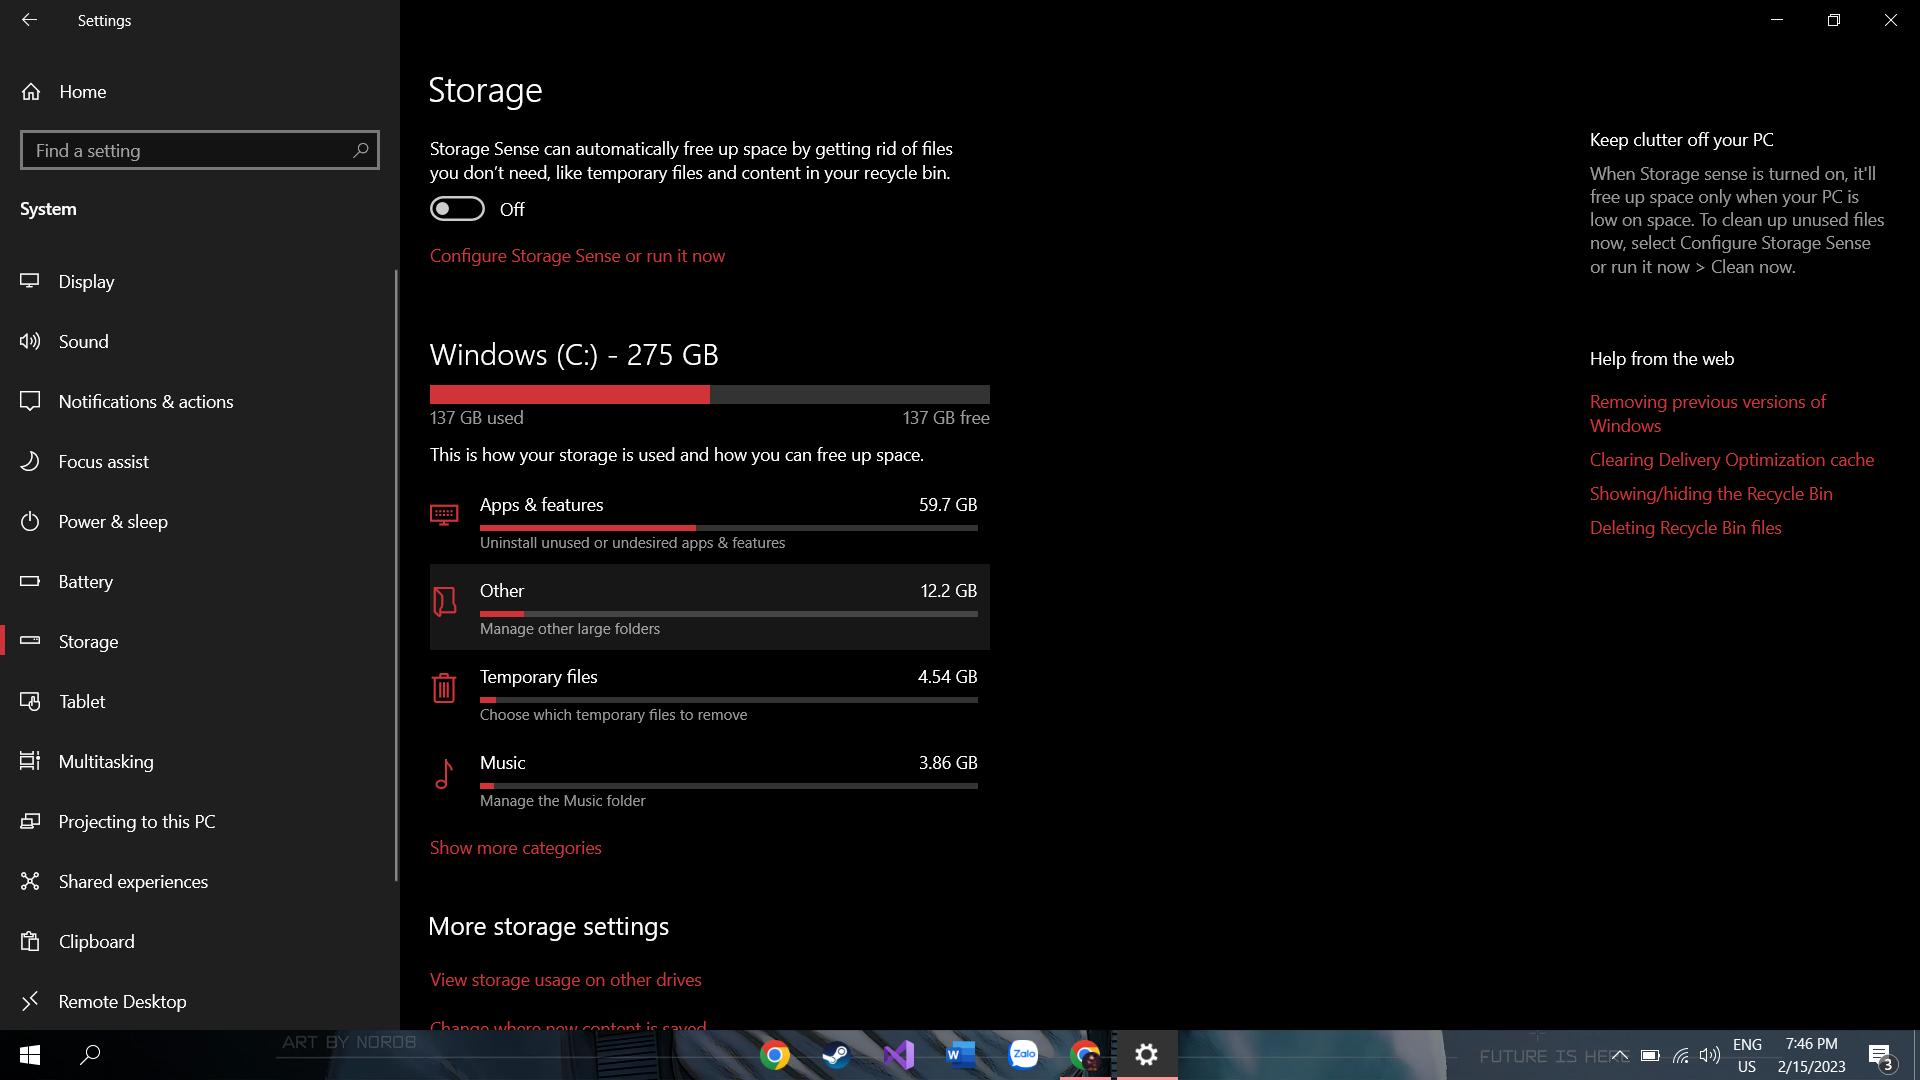 Settings
Home
Find a setting
System
Display
Sound
Notifications & actions
Focus assist
Power & sleep
Battery
Storage
Tablet
Multitasking
Projecting to this PC
Shared experiences
Clipboard
Remote Desktop
Storage
Storage Sense can automatically free up space by getting rid of files
you don’t need, like temporary files and content in your recycle bin.
Off
Configure Storage Sense or run it now
Windows (C:) - 275 GB
137 GB used 137 GB free
This is how your storage is used and how you can free up space.
Apps & features 59.7 GB
Uninstall unused or undesired apps & features
Other 12.2 GB
Manage other large folders
Temporary files 4.54 GB
Choose which temporary files to remove
Music 3.86 GB
Manage the Music folder
Show more categories
More storage settings
View storage usage on other drives
Change where new content is saved
Keep clutter off your PC
When Storage sense is turned on, it'll
free up space only when your PC is
low on space. To clean up unused files
now, select Configure Storage Sense
or run it now > Clean now.
Help from the web
Removing previous versions of
Windows
Clearing Delivery Optimization cache
Showing/hiding the Recycle Bin
Deleting Recycle Bin files
ART BY NOR08
Zalo
FUTURE IS HERE
ENG
US
7:46 PM
2/15/2023
3